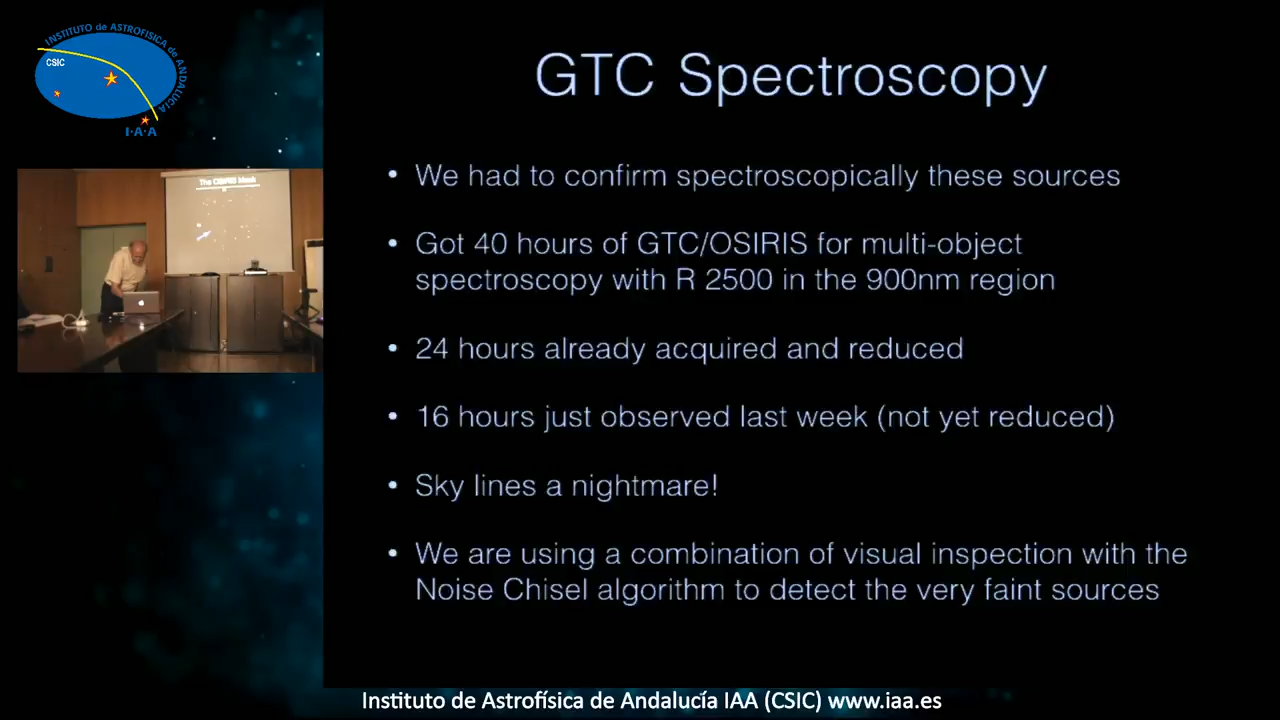 INSTITUTO de ASTROFÍSICA de ANDALUCÍA
CSIC
I·A·A
The OSIRIS Mask
GTC Spectroscopy
• We had to confirm spectroscopically these sources
• Got 40 hours of GTC/OSIRIS for multi-object
spectroscopy with R 2500 in the 900nm region
• 24 hours already acquired and reduced
• 16 hours just observed last week (not yet reduced)
• Sky lines a nightmare!
• We are using a combination of visual inspection with the
Noise Chisel algorithm to detect the very faint sources
Instituto de Astrofísica de Andalucía IAA (CSIC) www.iaa.es